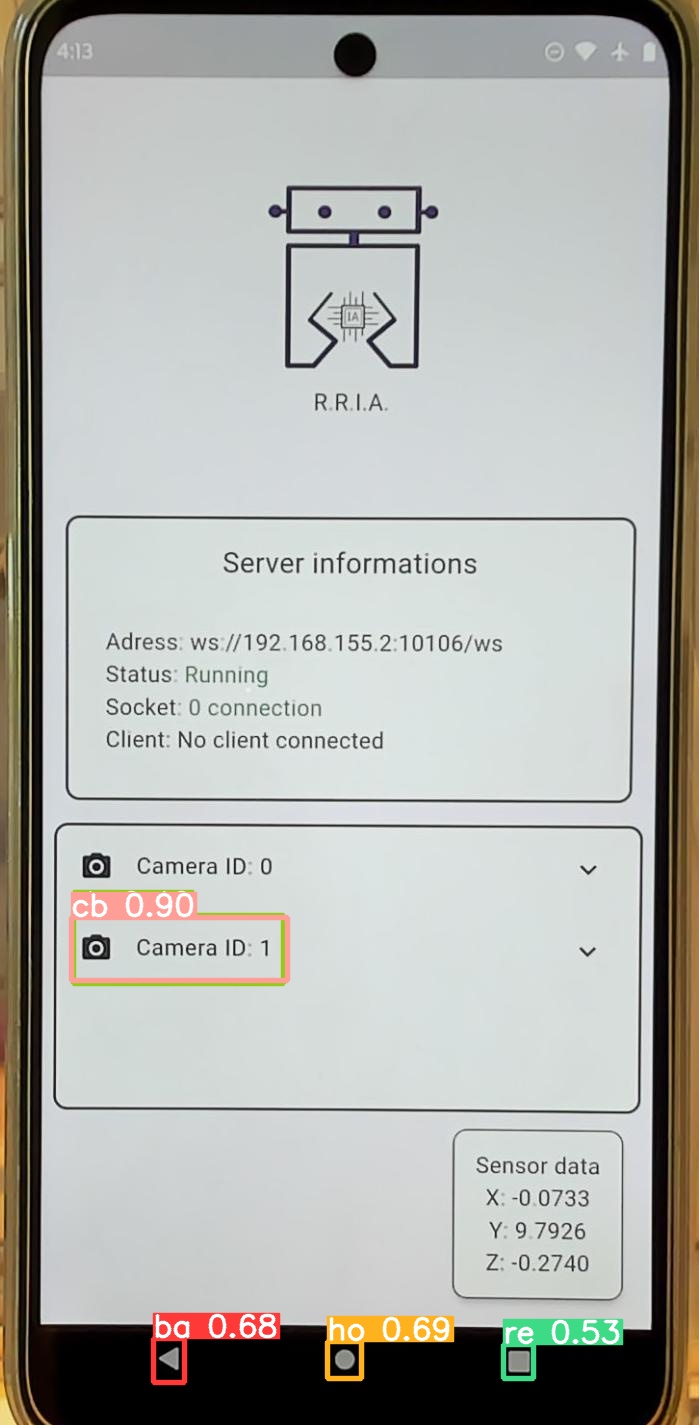 4:13
IA
R.R.I.A.
Server informations
Adress: ws://192.168.155.2:10106/ws
Status: Running
Socket: 0 connection
Client: No client connected
Camera ID: 0
cb 0.90
Camera ID: 1
Sensor data
X: -0.0733
Y: 9.7926
Z: -0.2740
ba 0.68
ho 0.69
re 0.53